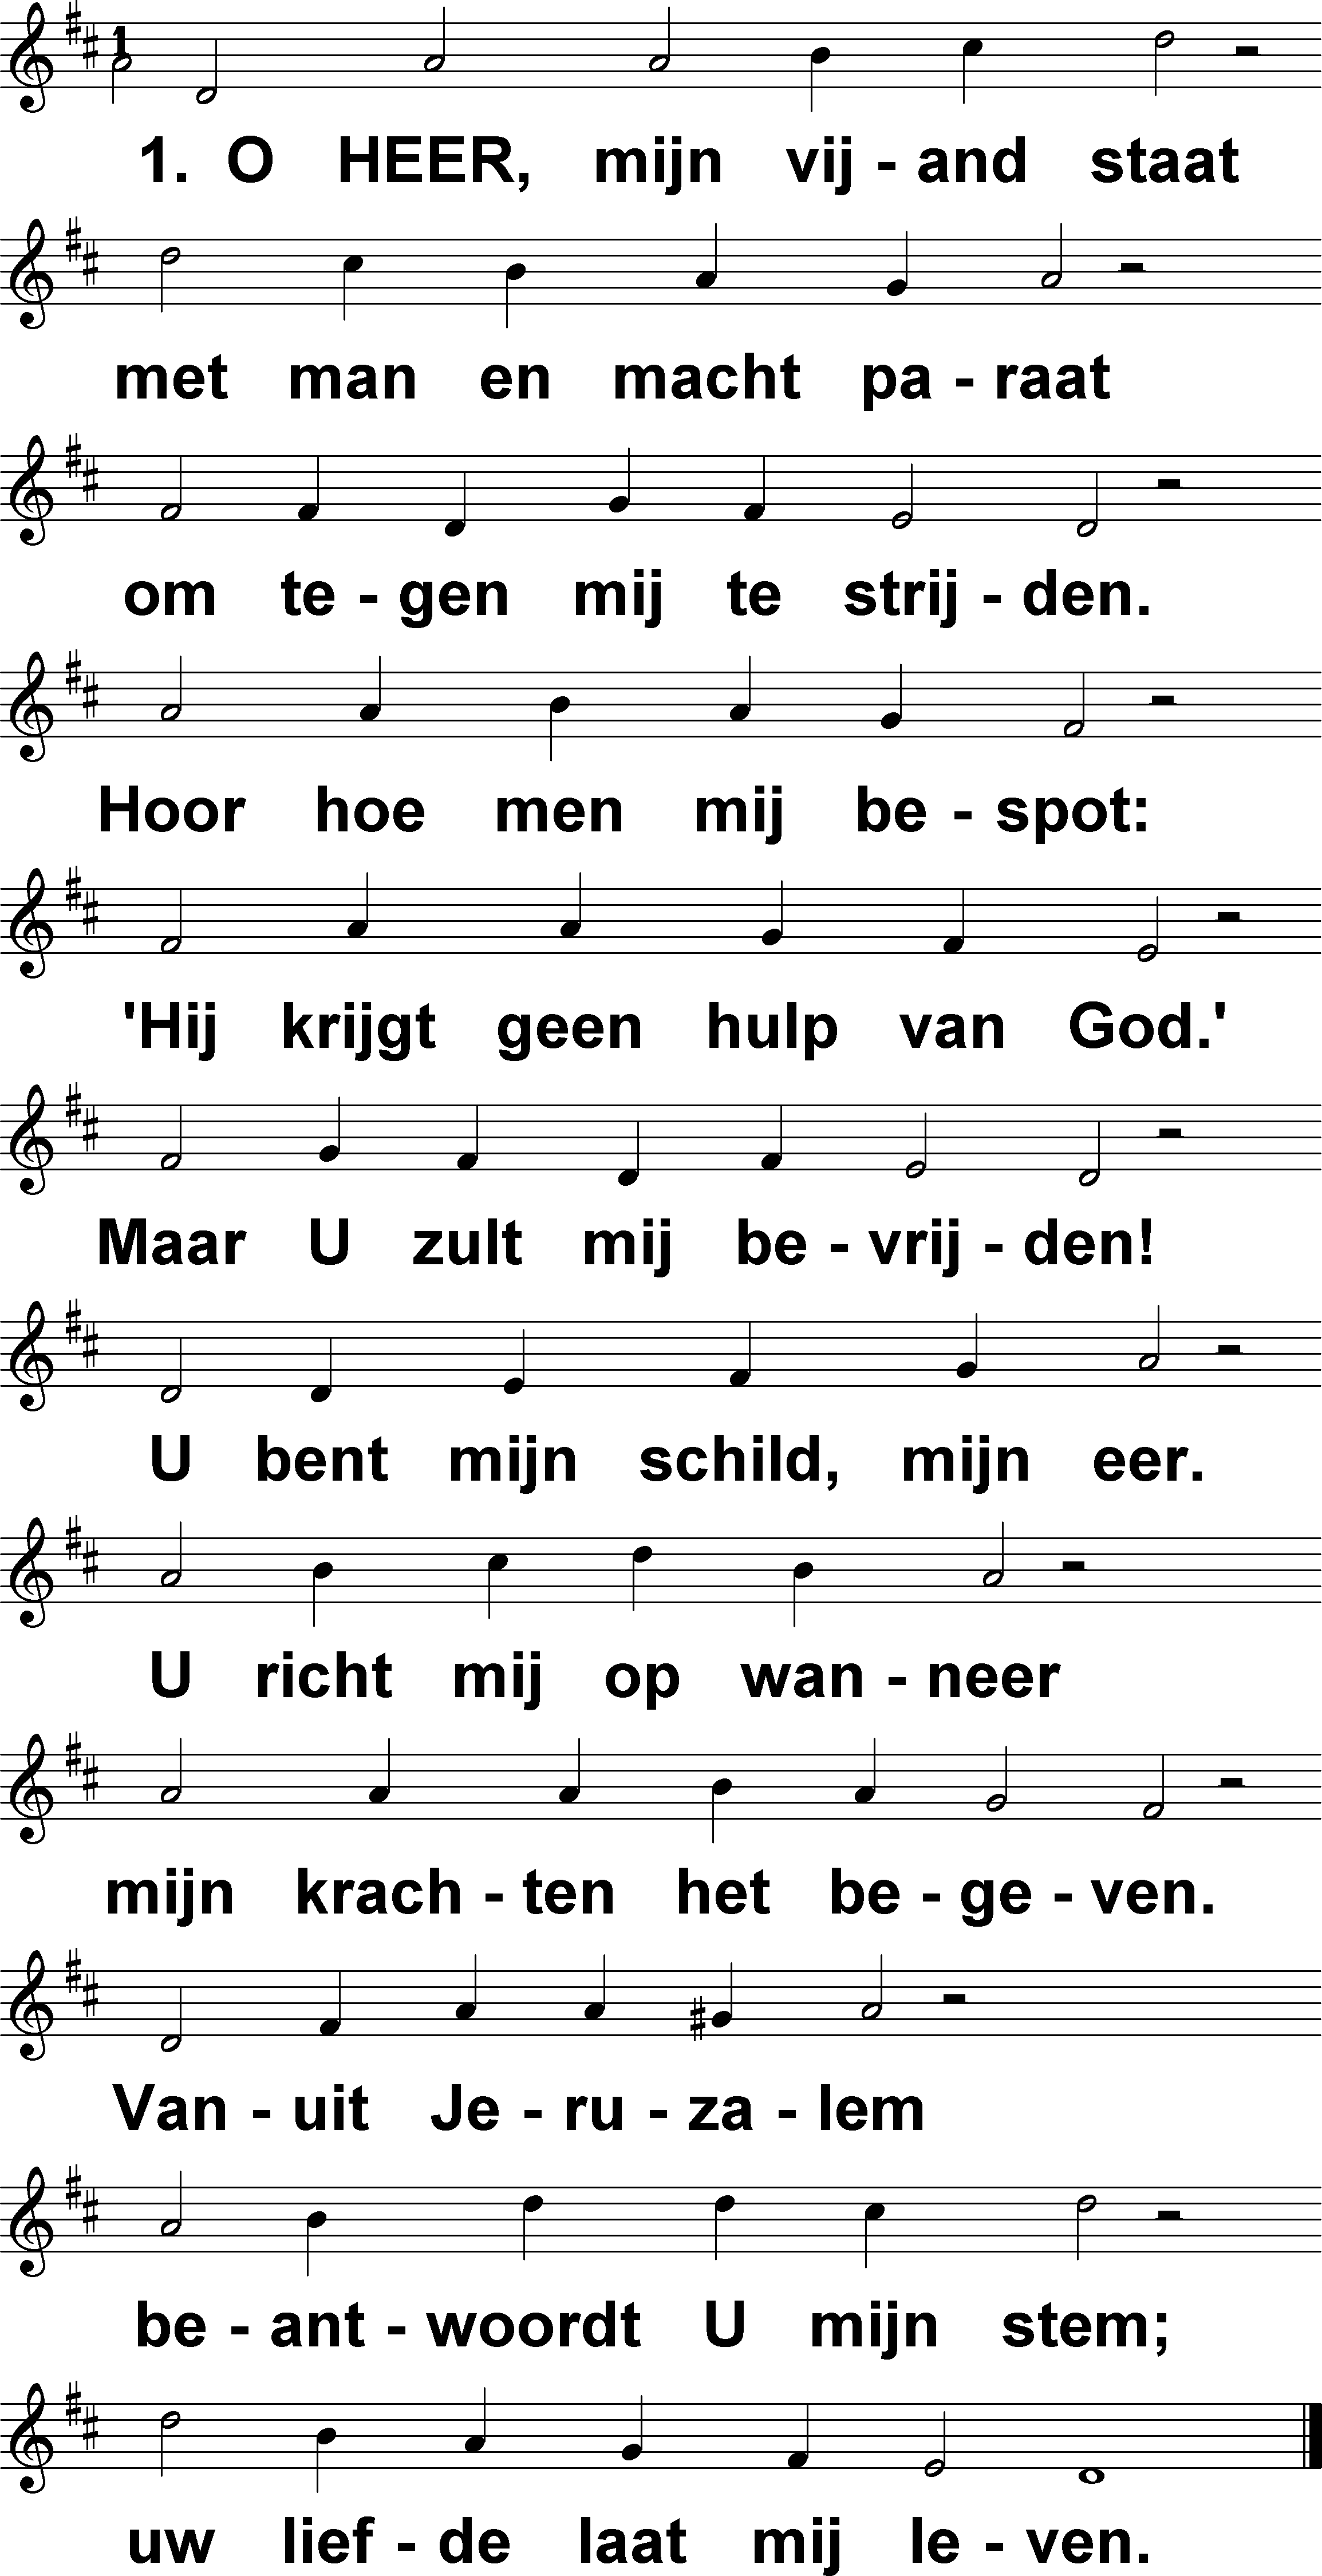 1
1. O HEER, mijn vij - and staat
met man en macht pa - raat
om te - gen mij te strij - den.
Hoor hoe men mij be - spot:
'Hij krijgt geen hulp van God.'
Maar U zult mij be - vrij - den!
U bent mijn schild, mijn eer.
U richt mij op wan - neer
mijn krach - ten het be - ge - ven.
Van - uit Je - ru - za - lem
be - ant - woordt U mijn stem;
uw lief - de laat mij le - ven.